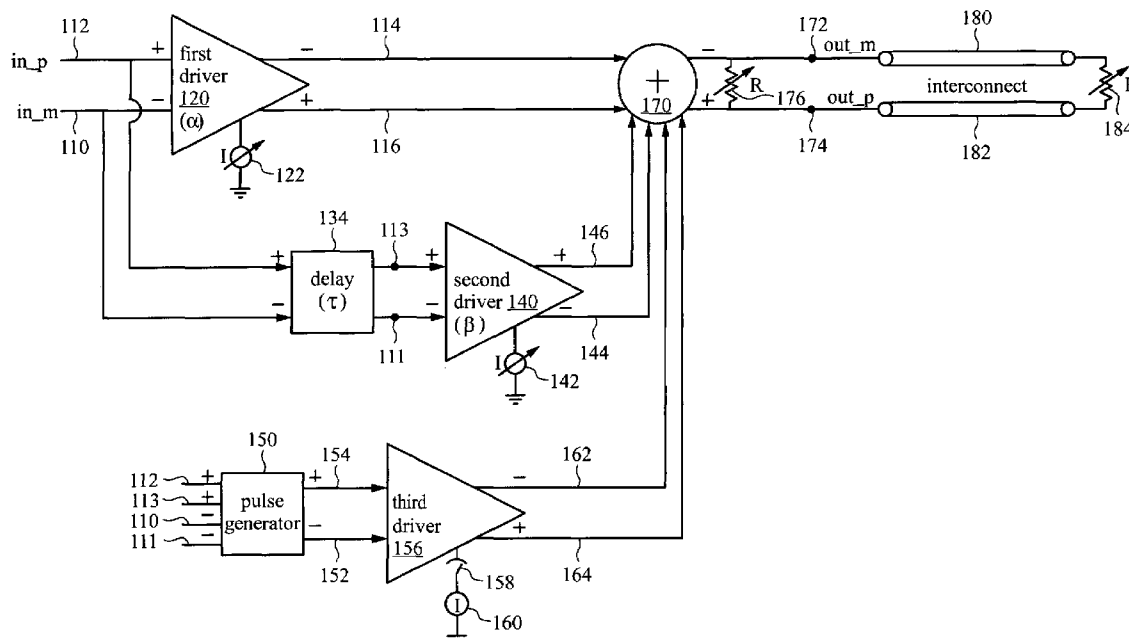 112
in_p
+
in_m
−
110
first
driver
120
(α)
I
122
−
114
+
116
+
170
−
172
out_m
+
R
176
out_p
174
180
interconnect
182
184
134
+
−
delay
(τ)
113
111
+
−
second
driver 140
(β)
I
142
+
146
−
144
150
112 +
113 +
110 −
111 −
pulse
generator
+
154
−
152
third
driver
156
158
I
160
−
162
+
164